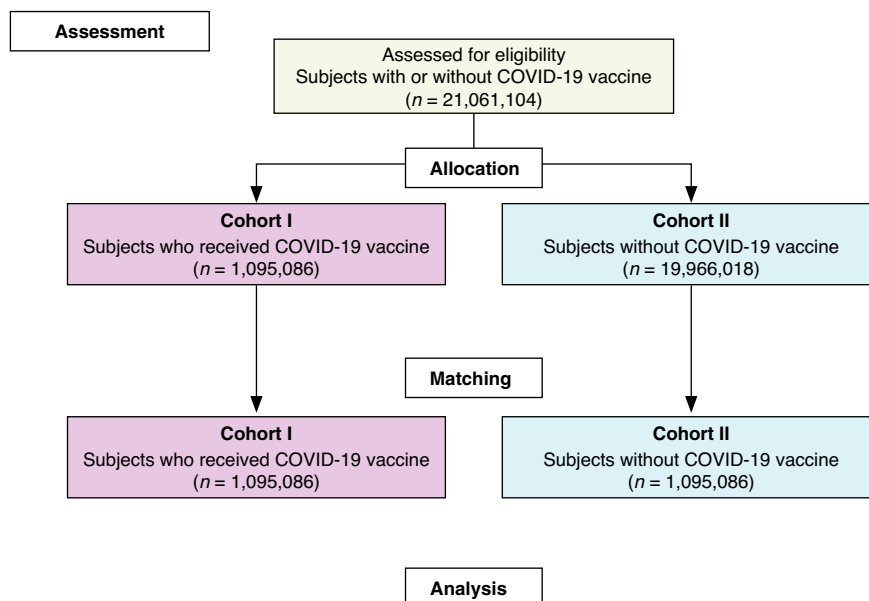 Assessment
Assessed for eligibility
Subjects with or without COVID-19 vaccine
(n = 21,061,104)
Allocation
Cohort I
Subjects who received COVID-19 vaccine
(n = 1,095,086)
Cohort II
Subjects without COVID-19 vaccine
(n = 19,966,018)
Matching
Cohort I
Subjects who received COVID-19 vaccine
(n = 1,095,086)
Cohort II
Subjects without COVID-19 vaccine
(n = 1,095,086)
Analysis